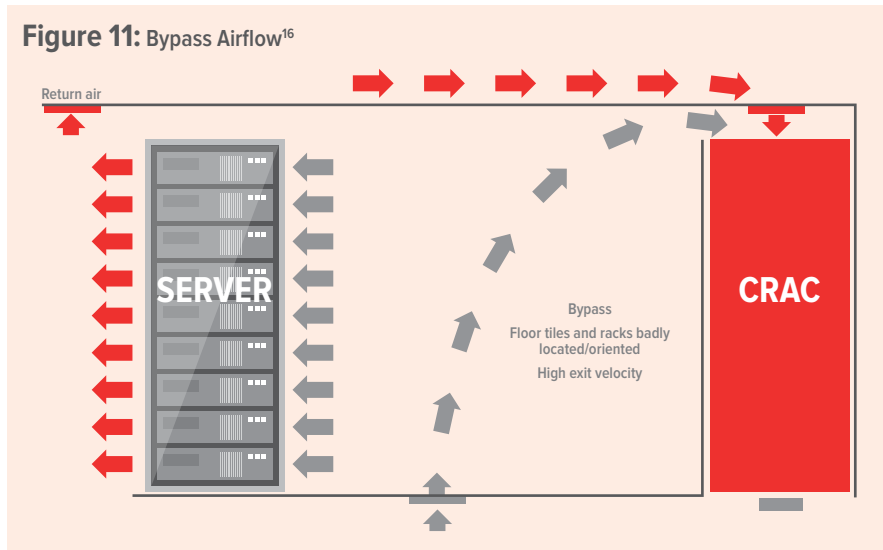 Figure 11: Bypass Airflow16
Return air
SERVER
CRAC
Bypass
Floor tiles and racks badly
located/oriented
High exit velocity